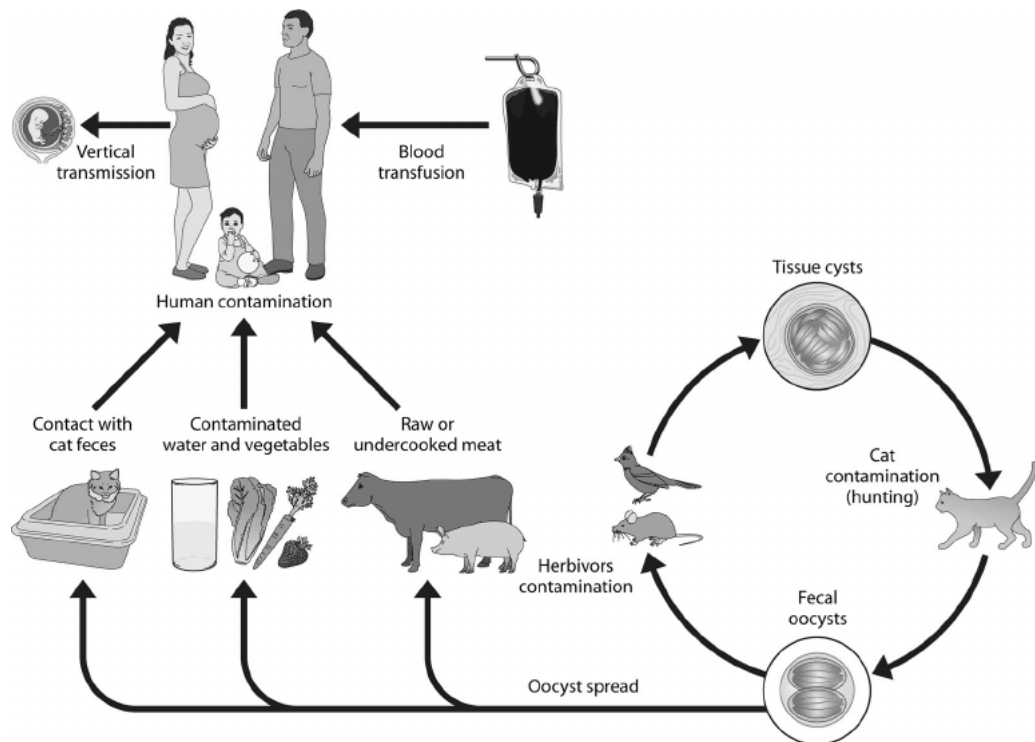 Vertical
transmission
Blood
transfusion
Human contamination
Tissue cysts
Contact with
cat feces
Contaminated
water and vegetables
Raw or
undercooked meat
Cat
contamination
(hunting)
Herbivors
contamination
Fecal
oocysts
Oocyst spread